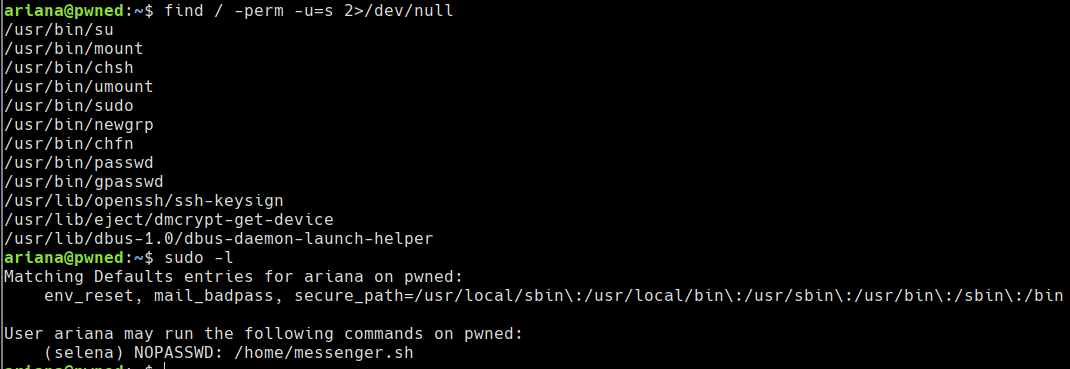 ariana@pwned:~$ find / -perm -u=s 2>/dev/null
/usr/bin/su
/usr/bin/mount
/usr/bin/chsh
/usr/bin/umount
/usr/bin/sudo
/usr/bin/newgrp
/usr/bin/chfn
/usr/bin/passwd
/usr/bin/gpasswd
/usr/lib/openssh/ssh-keysign
/usr/lib/eject/dmcrypt-get-device
/usr/lib/dbus-1.0/dbus-daemon-launch-helper
ariana@pwned:~$ sudo -l
Matching Defaults entries for ariana on pwned:
    env_reset, mail_badpass, secure_path=/usr/local/sbin\:/usr/local/bin\:/usr/sbin\:/usr/bin\:/sbin\:/bin

User ariana may run the following commands on pwned:
    (selena) NOPASSWD: /home/messenger.sh
ariana@pwned:~$